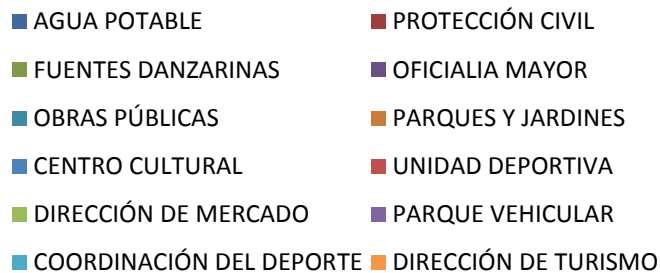 AGUA POTABLE PROTECCIÓN CIVIL
FUENTES DANZARINAS OFICIALIA MAYOR
OBRAS PÚBLICAS PARQUES Y JARDINES
CENTRO CULTURAL UNIDAD DEPORTIVA
DIRECCIÓN DE MERCADO PARQUE VEHICULAR
COORDINACIÓN DEL DEPORTE DIRECCIÓN DE TURISMO